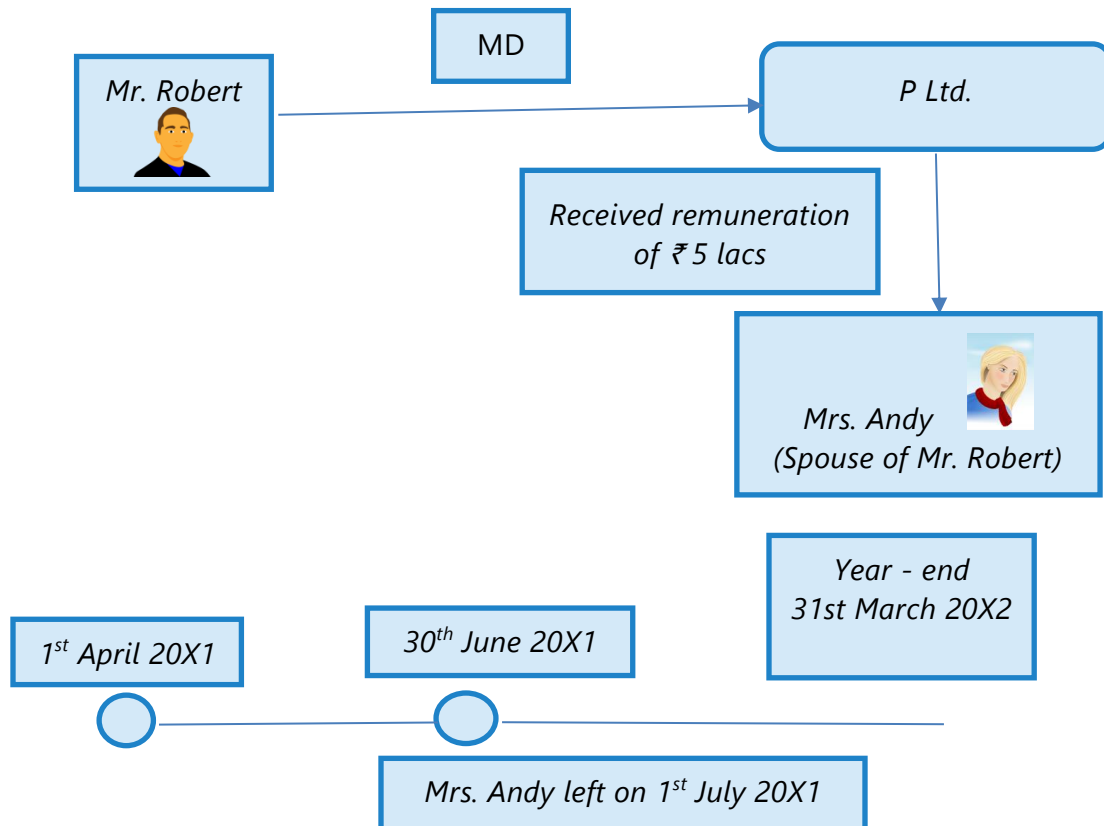 MD
Mr. Robert
P Ltd.
Received remuneration
of ₹ 5 lacs
Mrs. Andy
(Spouse of Mr. Robert)
Year - end
31st March 20X2
1st April 20X1
30th June 20X1
Mrs. Andy left on 1st July 20X1